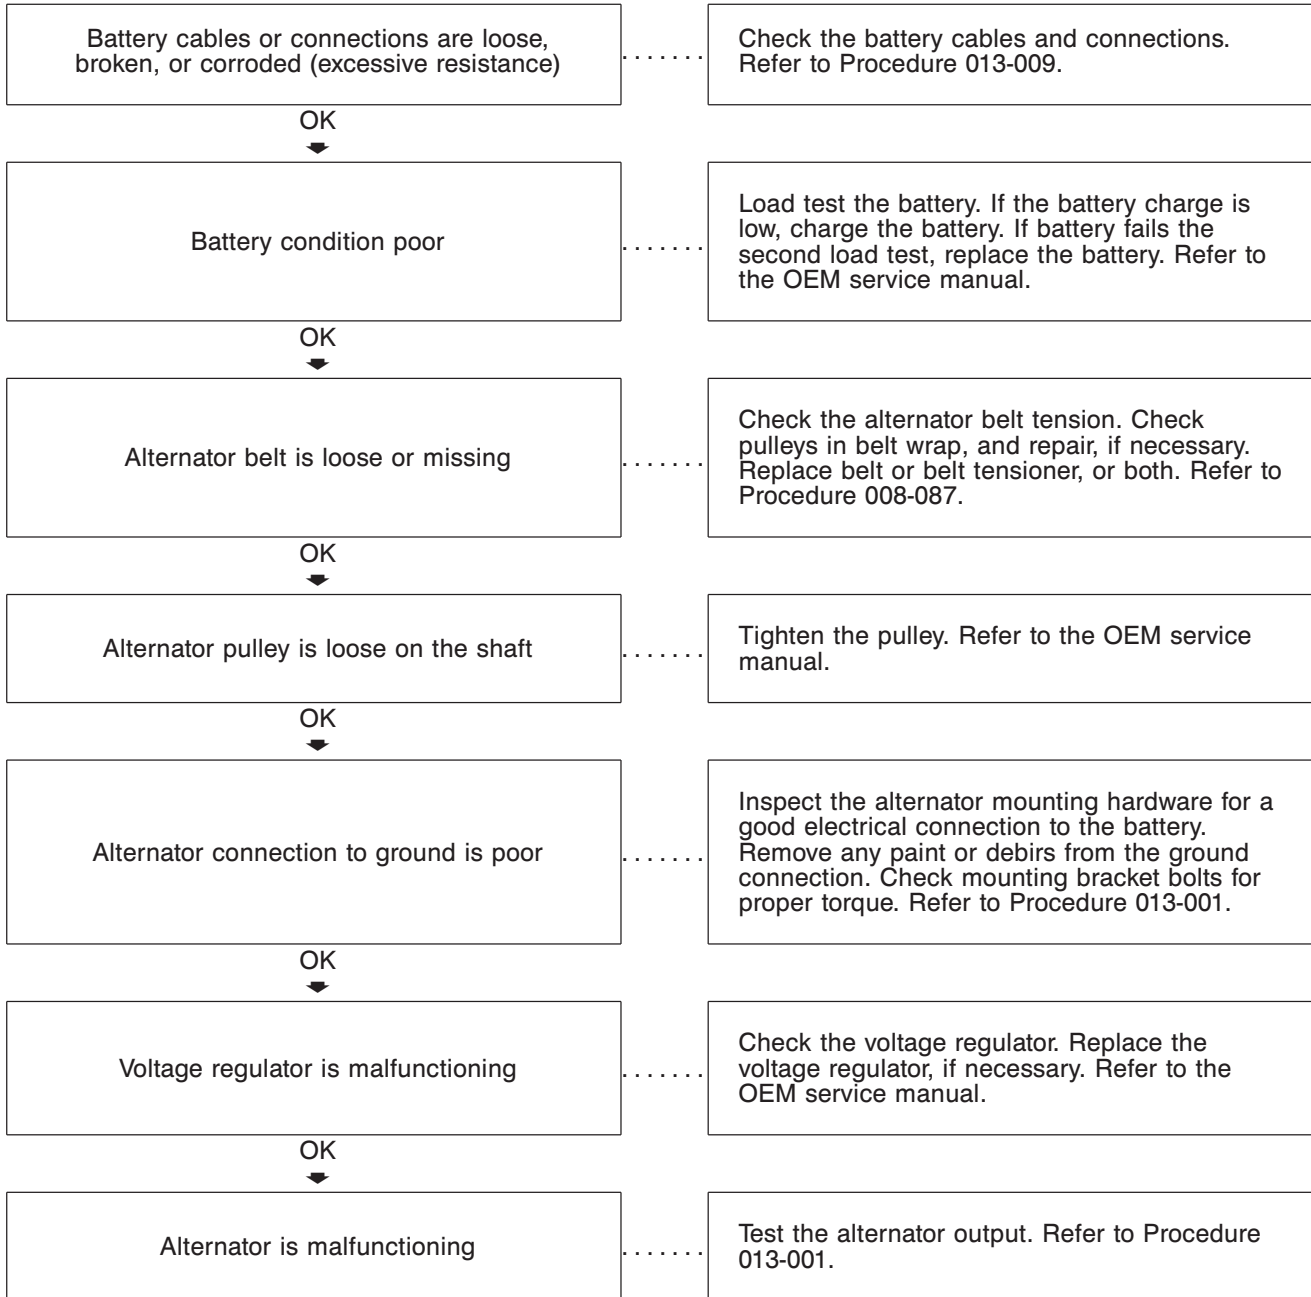 Battery cables or connections are loose,
broken, or corroded (excessive resistance)
.......
Check the battery cables and connections.
Refer to Procedure 013-009.
OK
Battery condition poor
.......
Load test the battery. If the battery charge is
low, charge the battery. If battery fails the
second load test, replace the battery. Refer to
the OEM service manual.
OK
Alternator belt is loose or missing
.......
Check the alternator belt tension. Check
pulleys in belt wrap, and repair, if necessary.
Replace belt or belt tensioner, or both. Refer to
Procedure 008-087.
OK
Alternator pulley is loose on the shaft
.......
Tighten the pulley. Refer to the OEM service
manual.
OK
Alternator connection to ground is poor
.......
Inspect the alternator mounting hardware for a
good electrical connection to the battery.
Remove any paint or debirs from the ground
connection. Check mounting bracket bolts for
proper torque. Refer to Procedure 013-001.
OK
Voltage regulator is malfunctioning
.......
Check the voltage regulator. Replace the
voltage regulator, if necessary. Refer to the
OEM service manual.
OK
Alternator is malfunctioning
.......
Test the alternator output. Refer to Procedure
013-001.